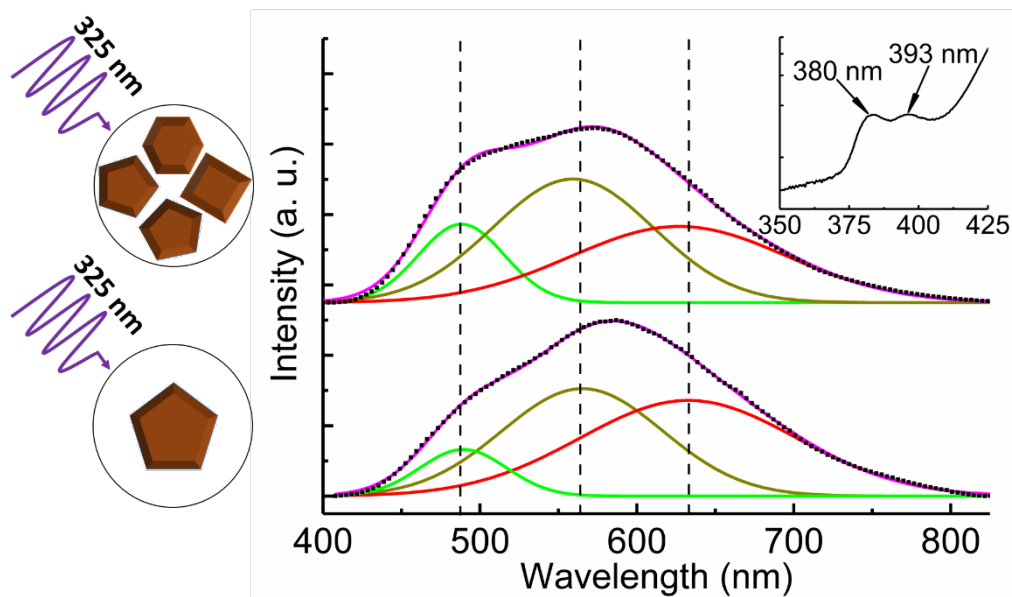 325 nm
325 nm
Intensity (a. u.)
380 nm
393 nm
350 375 400 425
400 500 600 700 800
Wavelength (nm)